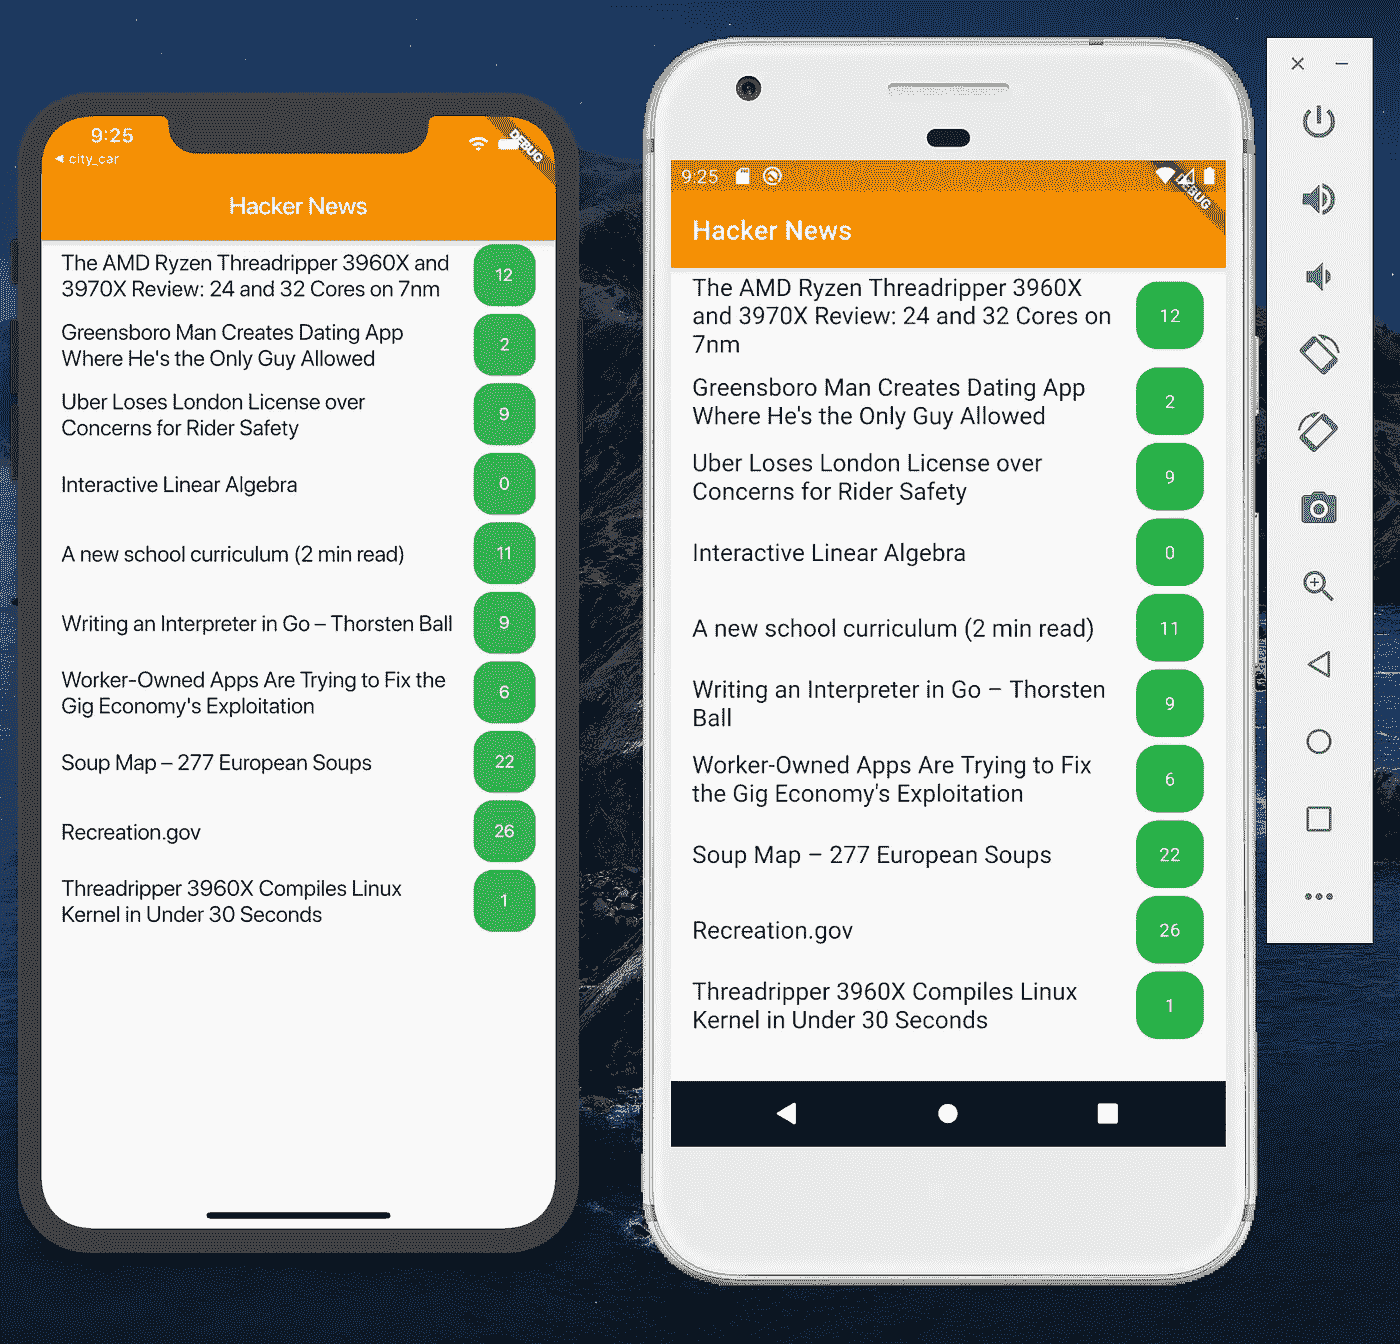 9:25
city_car
DEBUG
Hacker News
The AMD Ryzen Threadripper 3960X and
3970X Review: 24 and 32 Cores on 7nm
12
Greensboro Man Creates Dating App
Where He's the Only Guy Allowed
2
Uber Loses London License over
Concerns for Rider Safety
9
Interactive Linear Algebra
0
A new school curriculum (2 min read)
11
Writing an Interpreter in Go – Thorsten Ball
9
Worker-Owned Apps Are Trying to Fix the
Gig Economy's Exploitation
6
Soup Map – 277 European Soups
22
Recreation.gov
26
Threadripper 3960X Compiles Linux
Kernel in Under 30 Seconds
1
9:25
DEBUG
Hacker News
The AMD Ryzen Threadripper 3960X
and 3970X Review: 24 and 32 Cores on
7nm
12
Greensboro Man Creates Dating App
Where He's the Only Guy Allowed
2
Uber Loses London License over
Concerns for Rider Safety
9
Interactive Linear Algebra
0
A new school curriculum (2 min read)
11
Writing an Interpreter in Go – Thorsten
Ball
9
Worker-Owned Apps Are Trying to Fix
the Gig Economy's Exploitation
6
Soup Map – 277 European Soups
22
Recreation.gov
26
Threadripper 3960X Compiles Linux
Kernel in Under 30 Seconds
1